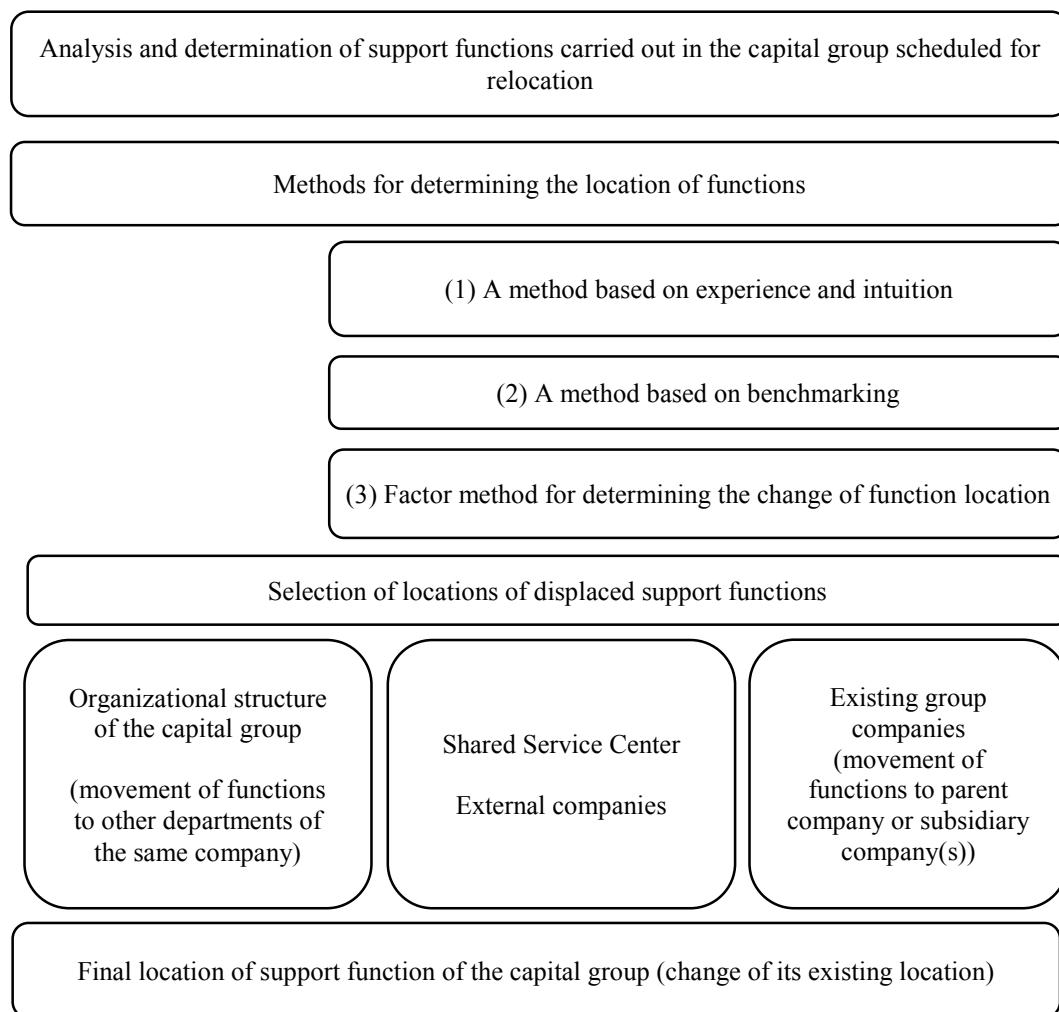 Analysis and determination of support functions carried out in the capital group scheduled for
relocation
Methods for determining the location of functions
(1) A method based on experience and intuition
(2) A method based on benchmarking
(3) Factor method for determining the change of function location
Selection of locations of displaced support functions
Organizational structure
of the capital group
(movement of functions
to other departments of
the same company)
Shared Service Center
External companies
Existing group
companies
(movement of
functions to parent
company or subsidiary
company(s))
Final location of support function of the capital group (change of its existing location)